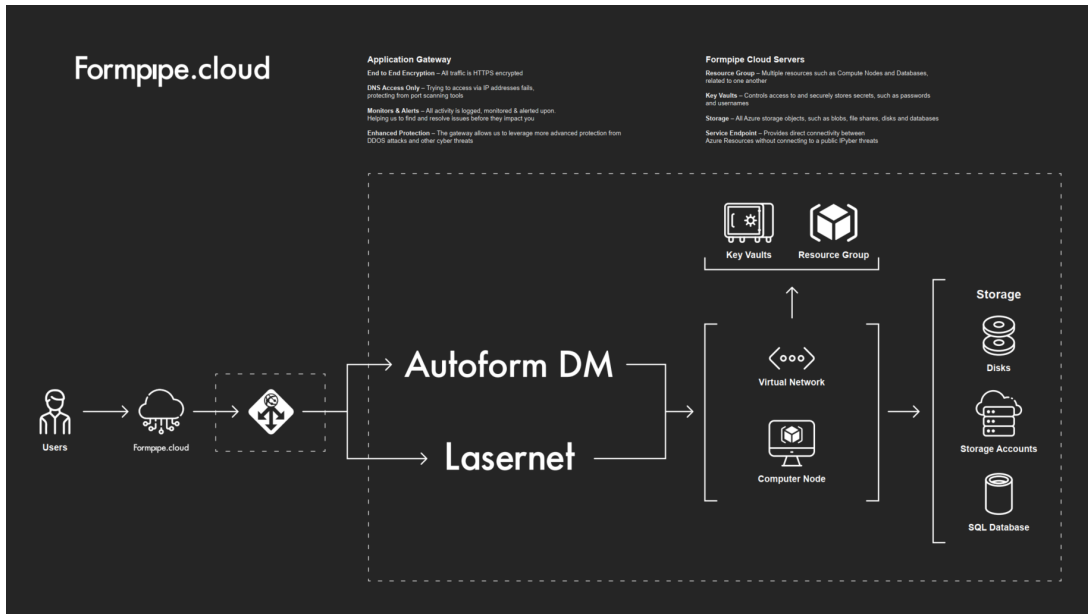 Formpipe.cloud
Application Gateway
End to End Encryption – All traffic is HTTPS encrypted
DNS Access Only – Trying to access via IP addresses fails,
protecting from port scanning tools
Monitors & Alerts – All activity is logged, monitored & alerted upon.
Helping us to find and resolve issues before they impact you
Enhanced Protection – The gateway allows us to leverage more advanced protection from
DDOS attacks and other cyber threats
Formpipe Cloud Servers
Resource Group – Multiple resources such as Compute Nodes and Databases,
related to one another
Key Vaults – Controls access to and securely stores secrets, such as passwords
and usernames
Storage – All Azure storage objects, such as blobs, file shares, disks and databases
Service Endpoint – Provides direct connectivity between
Azure Resources without connecting to a public IPyber threats
Key Vaults
Resource Group
Storage
Disks
Autoform DM
Virtual Network
Users
Formpipe.cloud
Lasernet
Computer Node
Storage Accounts
SQL Database